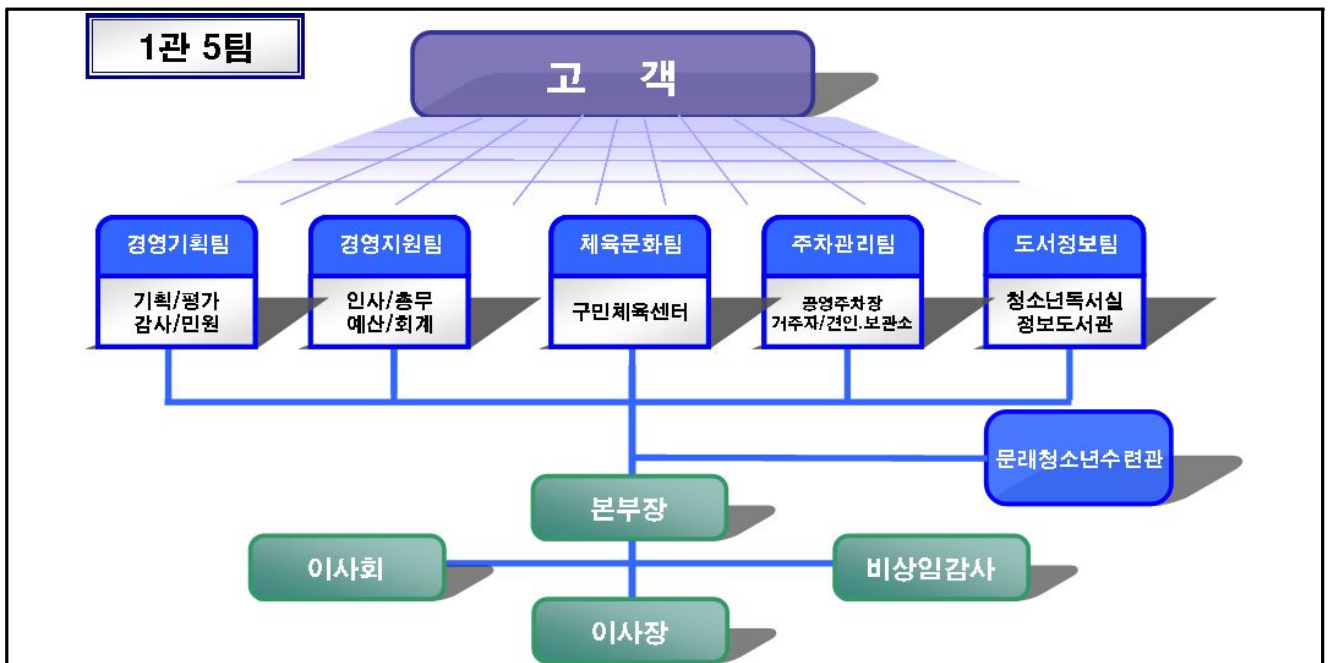 1관 5팀
고 객
경영기획팀
기획/평가
감사/민원
경영지원팀
인사/총무
예산/회계
체육문화팀
구민체육센터
주차관리팀
공영주차장
거주자/견인.보관소
도서정보팀
청소년독서실
정보도서관
문래청소년수련관
본부장
이사회
비상임감사
이사장